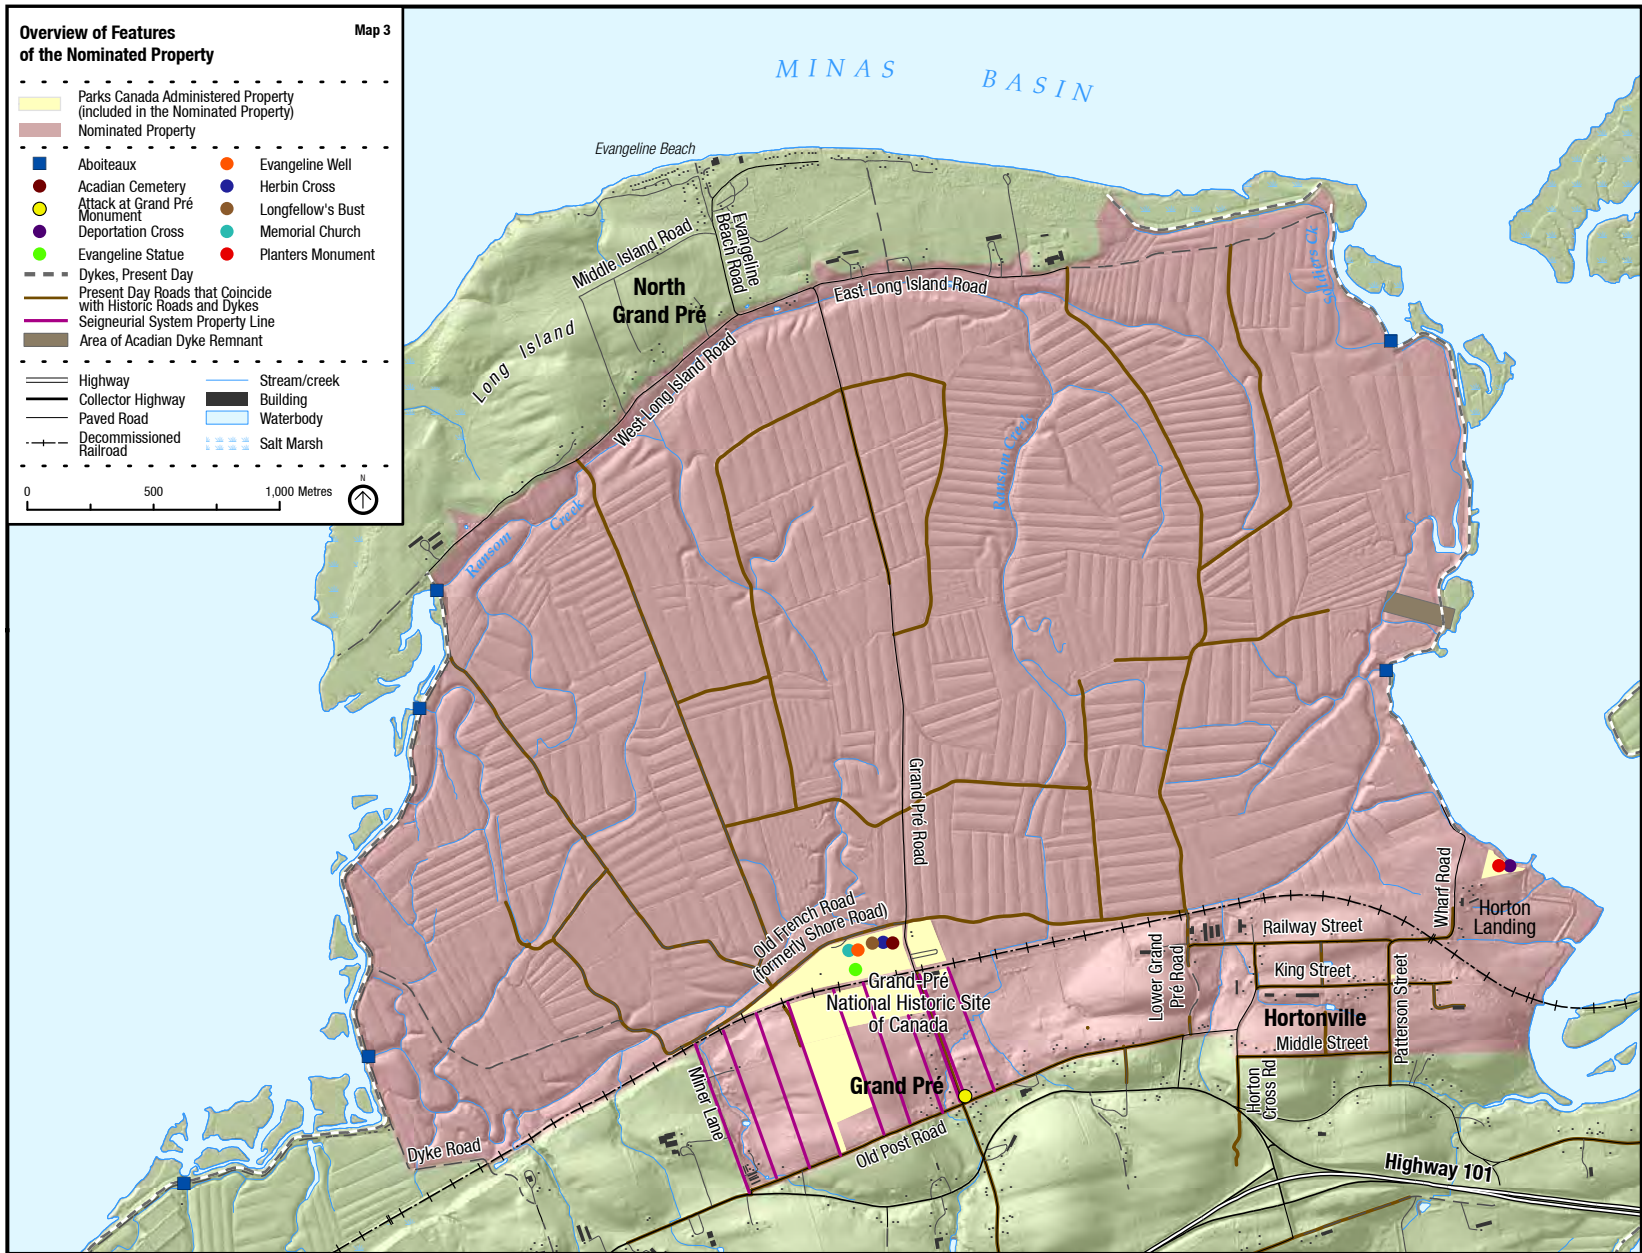 Overview of Features
of the Nominated Property
Map 3
Parks Canada Administered Property
(included in the Nominated Property)
Nominated Property
Aboiteaux
Acadian Cemetery
Attack at Grand Pré
Monument
Deportation Cross
Evangeline Statue
Evangeline Well
Herbin Cross
Longfellow's Bust
Memorial Church
Planters Monument
Dykes, Present Day
Present Day Roads that Coincide
with Historic Roads and Dykes
Seigneurial System Property Line
Area of Acadian Dyke Remnant
Highway
Collector Highway
Paved Road
Decommissioned
Railroad
Stream/creek
Building
Waterbody
Salt Marsh
0 500 1,000 Metres
N
MINAS BASIN
Evangeline Beach
Evangeline
Beach Road
Middle Island Road
North
Grand Pré
Long Island
East Long Island Road
West Long Island Road
Ransom Creek
Ransom Creek
Grand Pré Road
Old French Road
(formerly Shore Road)
Grand-Pré
National Historic Site
of Canada
Grand Pré
Miner Lane
Dyke Road
Old Post Road
Lower Grand
Pré Road
Railway Street
King Street
Hortonville
Middle Street
Patterson Street
Wharf Road
Horton
Landing
Horton
Cross Rd
Highway 101